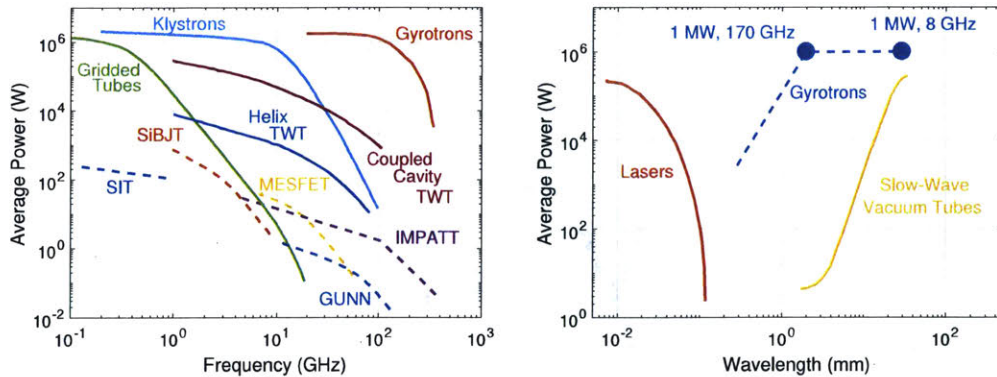 Klystrons
Gyrotrons
Gridded
Tubes
SiBJT
Helix
TWT
Coupled
Cavity
TWT
SIT
MESFET
IMPATT
GUNN
10^6
10^4
10^2
10^0
10^-2
Average Power (W)
10^-1
10^0
10^1
10^2
10^3
Frequency (GHz)
1 MW, 170 GHz
1 MW, 8 GHz
Gyrotrons
Lasers
Slow-Wave
Vacuum Tubes
10^6
10^4
10^2
10^0
Average Power (W)
10^-2
10^0
10^2
Wavelength (mm)